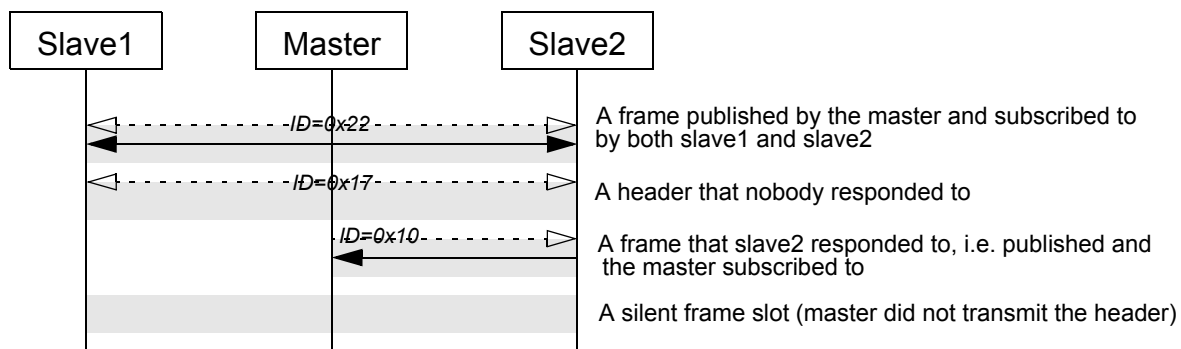 Slave1
Master
Slave2
ID=0x22
A frame published by the master and subscribed to
by both slave1 and slave2
ID=0x17
A header that nobody responded to
ID=0x10
A frame that slave2 responded to, i.e. published and
the master subscribed to
A silent frame slot (master did not transmit the header)